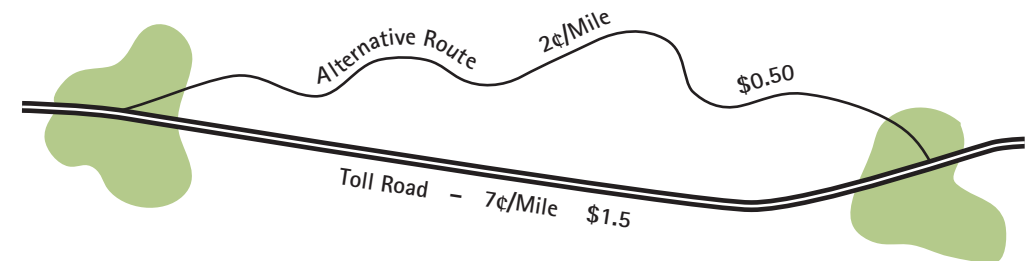 Alternative Route 2¢/Mile $0.50
Toll Road – 7¢/Mile $1.5